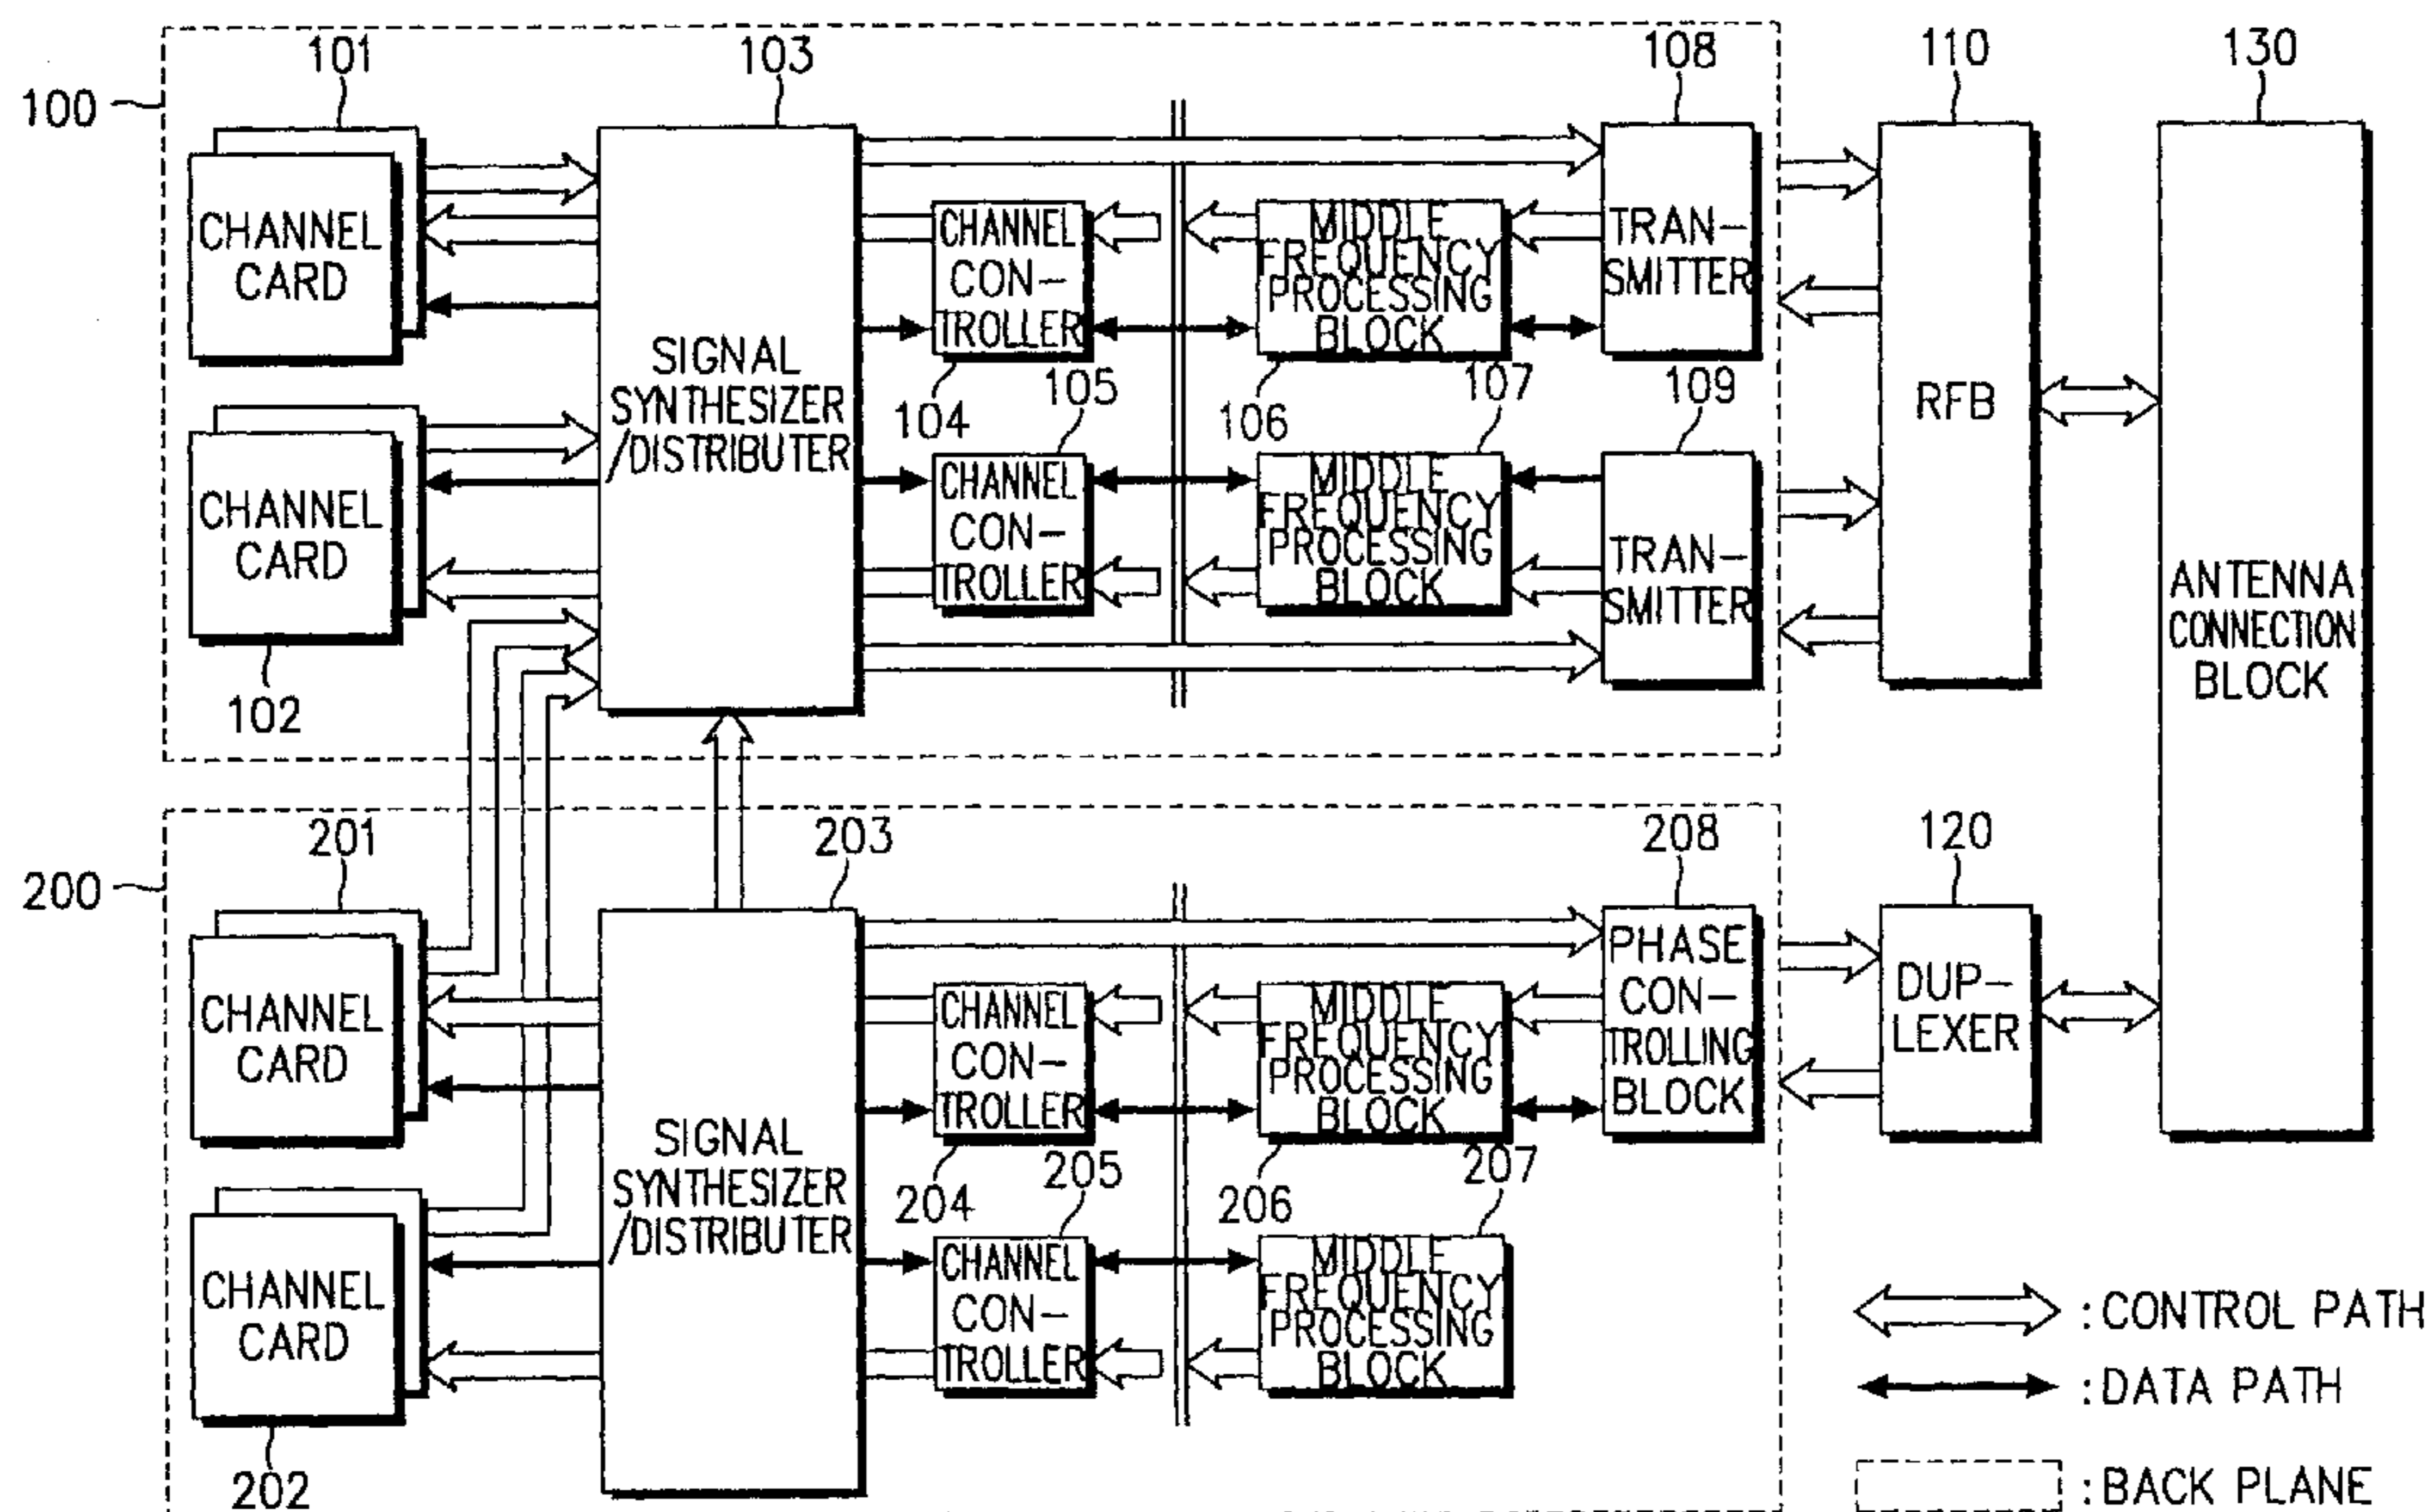 100
101
103
108
110
130
CHANNEL
CARD
CHANNEL
CARD
102
SIGNAL
SYNTHESIZER
/DISTRIBUTER
CHANNEL
CON-
TROLLER
104
105
CHANNEL
CON-
TROLLER
MIDDLE
FREQUENCY
PROCESSING
BLOCK
106
107
MIDDLE
FREQUENCY
PROCESSING
BLOCK
TRAN-
SMITTER
109
TRAN-
SMITTER
RFB
ANTENNA
CONNECTION
BLOCK
200
201
203
208
120
CHANNEL
CARD
CHANNEL
CARD
202
SIGNAL
SYNTHESIZER
/DISTRIBUTER
CHANNEL
CON-
TROLLER
204
205
CHANNEL
CON-
TROLLER
MIDDLE
FREQUENCY
PROCESSING
BLOCK
206
207
MIDDLE
FREQUENCY
PROCESSING
BLOCK
PHASE
CON-
TROLLING
BLOCK
DUP-
LEXER
:CONTROL PATH
:DATA PATH
:BACK PLANE